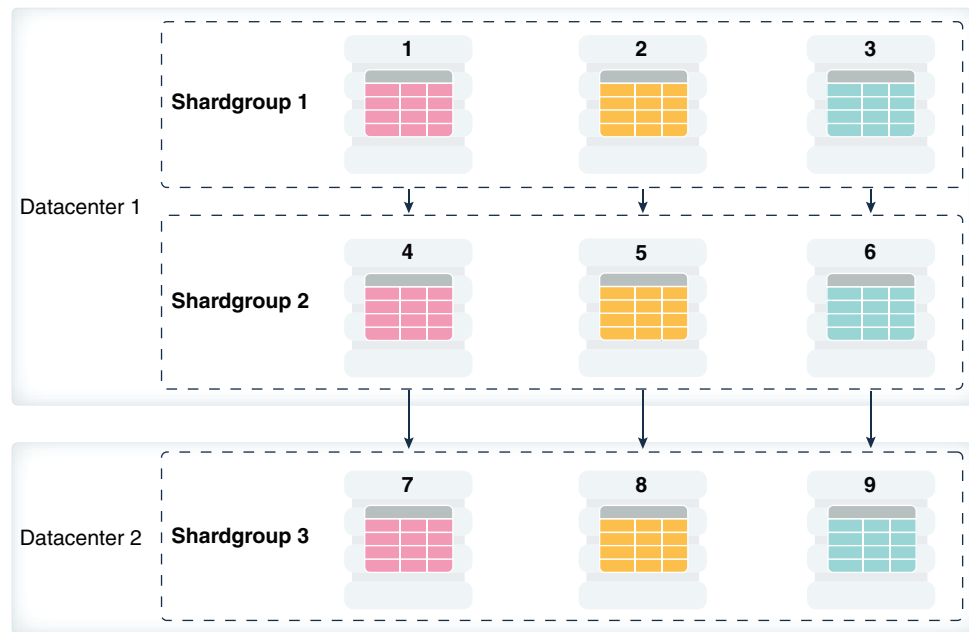 1 2 3
Shardgroup 1
Datacenter 1
4 5 6
Shardgroup 2
7 8 9
Datacenter 2 Shardgroup 3